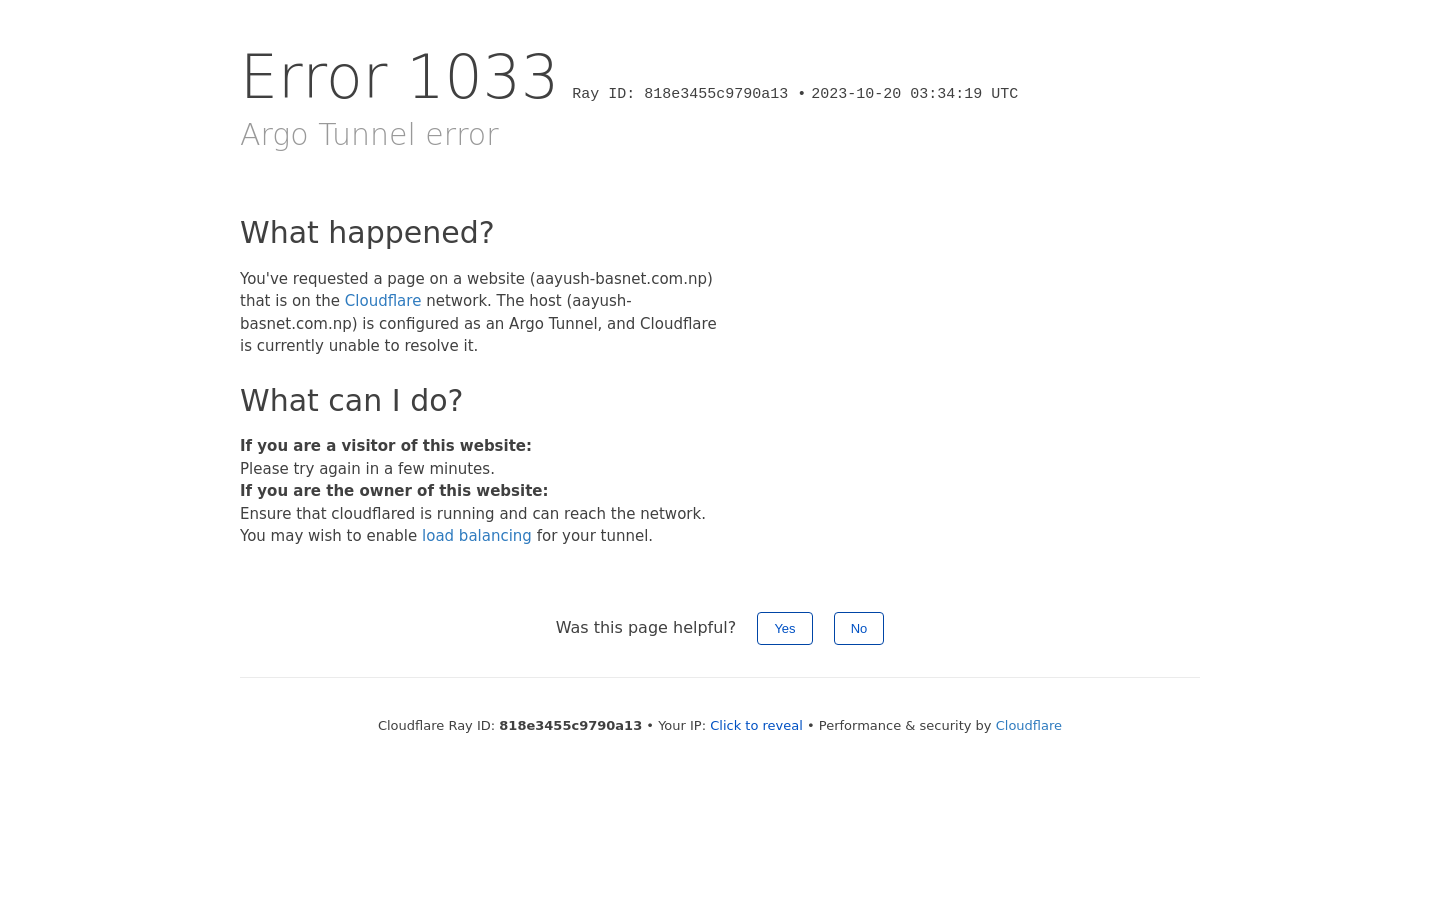 Error 1033 Ray ID: 818e3455c9790a13 • 2023-10-20 03:34:19 UTC
Argo Tunnel error
What happened?
You've requested a page on a website (aayush-basnet.com.np)
that is on the Cloudflare network. The host (aayush-
basnet.com.np) is configured as an Argo Tunnel, and Cloudflare
is currently unable to resolve it.
What can I do?
If you are a visitor of this website:
Please try again in a few minutes.
If you are the owner of this website:
Ensure that cloudflared is running and can reach the network.
You may wish to enable load balancing for your tunnel.
Was this page helpful? Yes No
Cloudflare Ray ID: 818e3455c9790a13 • Your IP: Click to reveal • Performance & security by Cloudflare